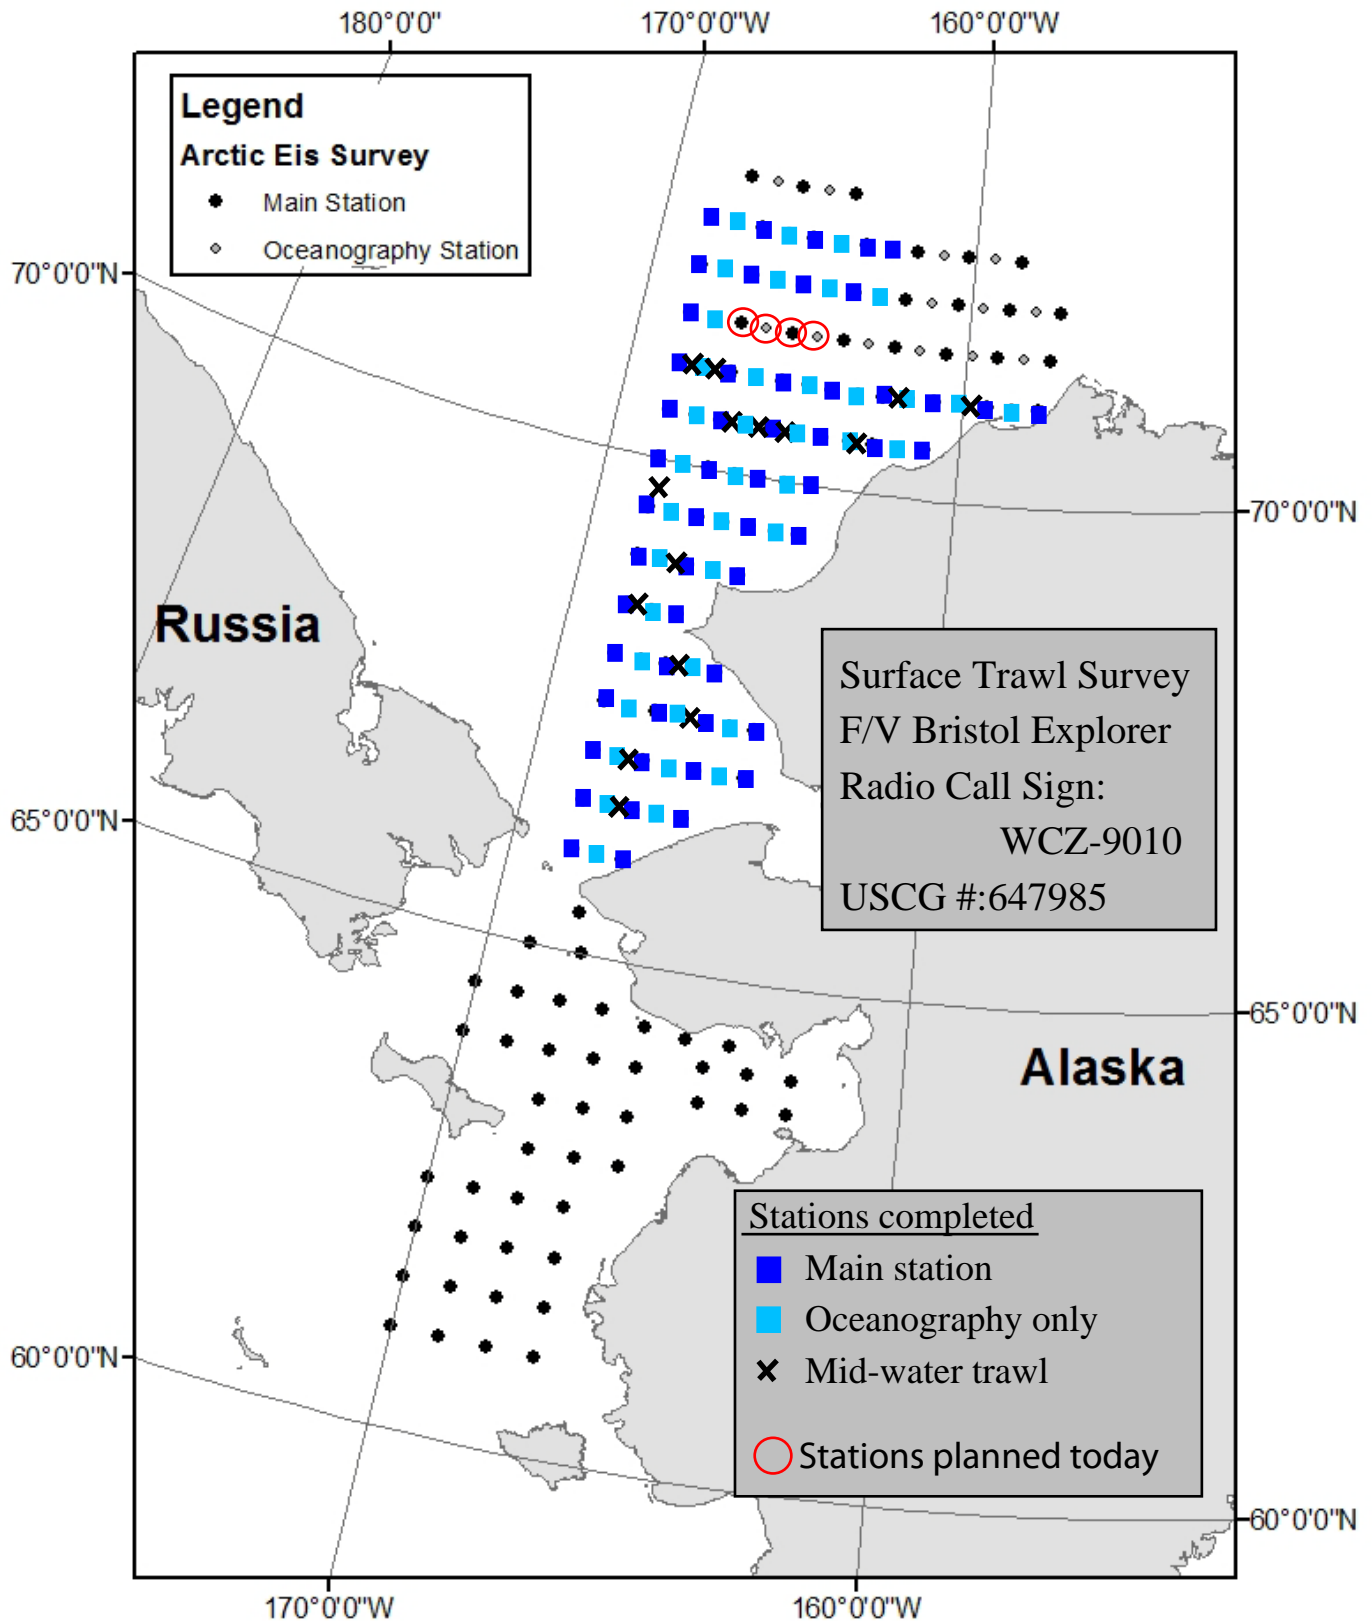 180°0'0"
170°0'0"W
160°0'0"W
Legend
Arctic Eis Survey
Main Station
Oceanography Station
70°0'0"N
70°0'0"N
Russia
Surface Trawl Survey
F/V Bristol Explorer
Radio Call Sign:
WCZ-9010
USCG #:647985
65°0'0"N
65°0'0"N
Alaska
Stations completed
Main station
Oceanography only
Mid-water trawl
Stations planned today
60°0'0"N
60°0'0"N
170°0'0"W
160°0'0"W